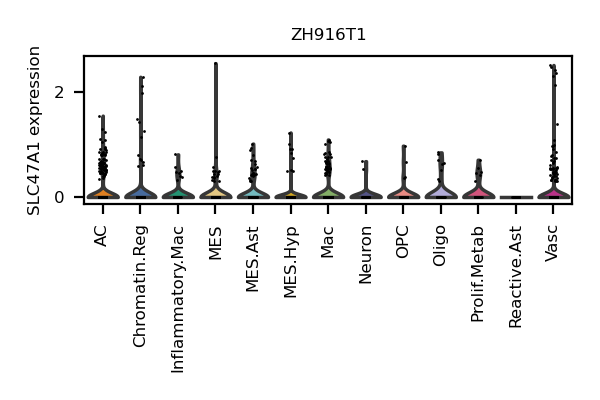 ZH916T1
SLC47A1 expression
2
0
AC
Chromatin.Reg
Inflammatory.Mac
MES
MES.Ast
MES.Hyp
Mac
Neuron
OPC
Oligo
Prolif.Metab
Reactive.Ast
Vasc